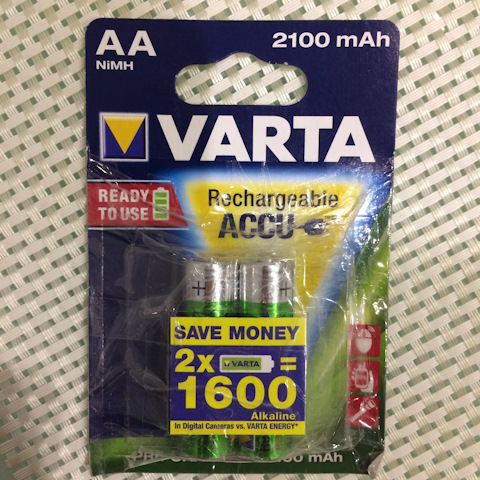 AA
NiMH
2100 mAh
VARTA
READY
TO USE
Rechargeable
ACCU
+ +
SAVE MONEY
2x VARTA =
1600
Alkaline
In Digital Cameras vs. VARTA ENERGY*